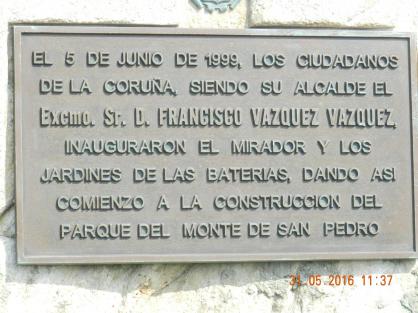 EL 5 DE JUNIO DE 1999, LOS CIUDADANOS
DE LA CORUÑA, SIENDO SU ALCALDE EL
Excmo. Sr. D. FRANCISCO VAZQUEZ VAZQUEZ,
INAUGURARON EL MIRADOR Y LOS
JARDINES DE LAS BATERIAS, DANDO ASI
COMIENZO A LA CONSTRUCCION DEL
PARQUE DEL MONTE DE SAN PEDRO
31.05.2016 11:37